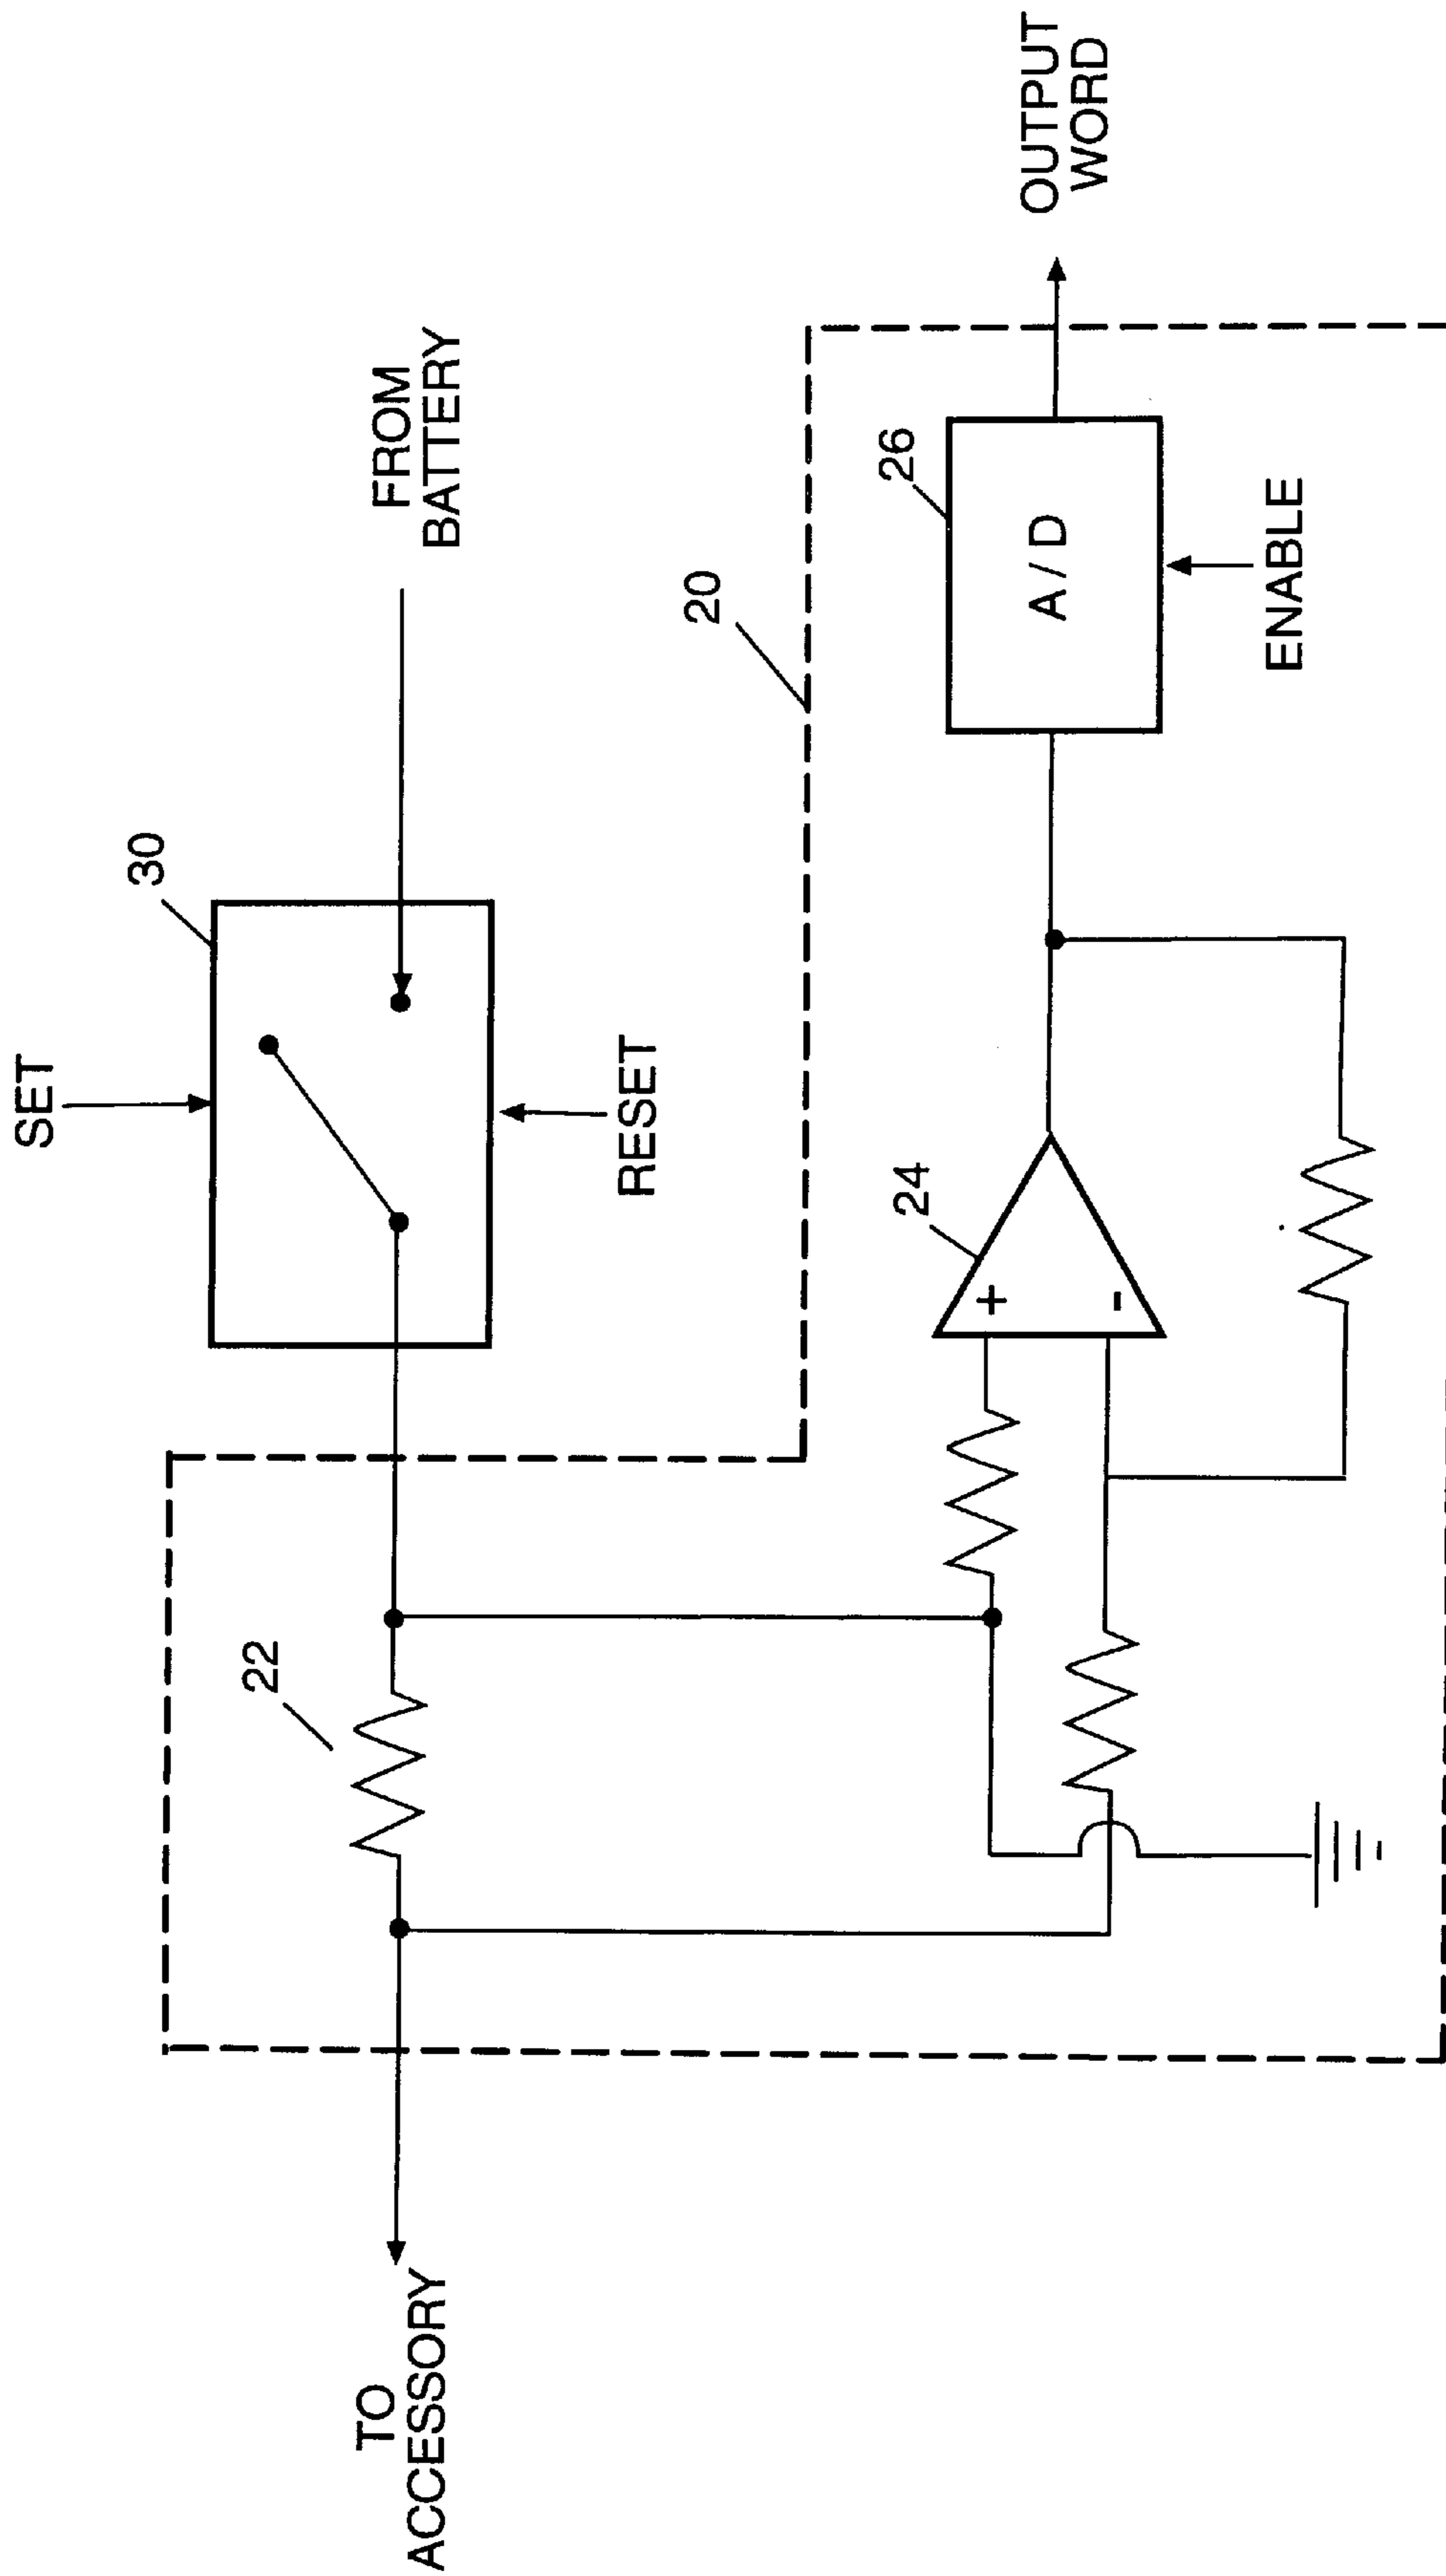 SET
30
FROM
BATTERY
RESET
22
TO
ACCESSORY
20
24
+
-
26
A / D
ENABLE
OUTPUT
WORD